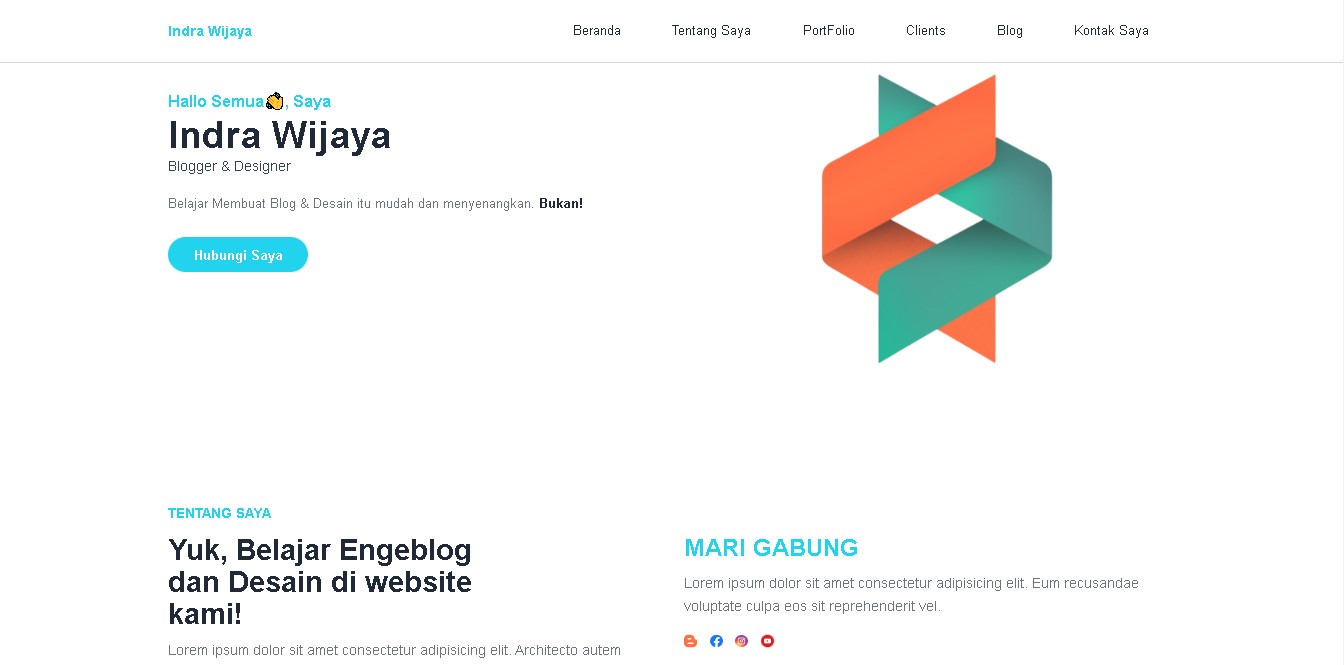 Indra Wijaya
Beranda
Tentang Saya
PortFolio
Clients
Blog
Kontak Saya
Hallo Semua👋, Saya
Indra Wijaya
Blogger & Designer
Belajar Membuat Blog & Desain itu mudah dan menyenangkan. Bukan!
Hubungi Saya
TENTANG SAYA
Yuk, Belajar Engeblog
dan Desain di website
kami!
Lorem ipsum dolor sit amet consectetur adipisicing elit. Architecto autem
MARI GABUNG
Lorem ipsum dolor sit amet consectetur adipisicing elit. Eum recusandae
voluptate culpa eos sit reprehenderit vel.